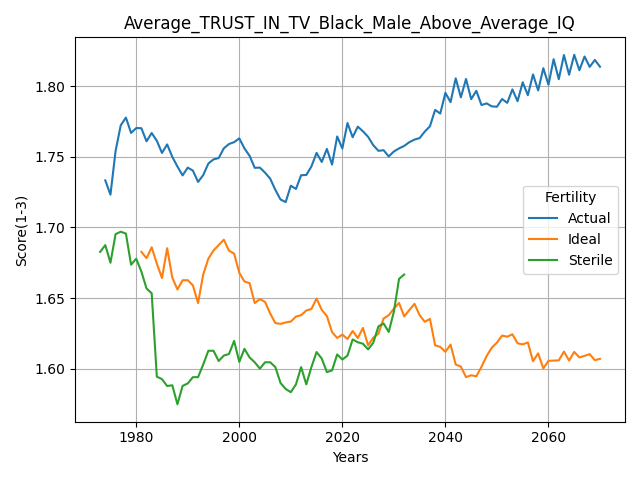 Average_TRUST_IN_TV_Black_Male_Above_Average_IQ
Score(1-3)
1.80
1.75
1.70
1.65
1.60
Fertility
Actual
Ideal
Sterile
1980
2000
2020
2040
2060
Years